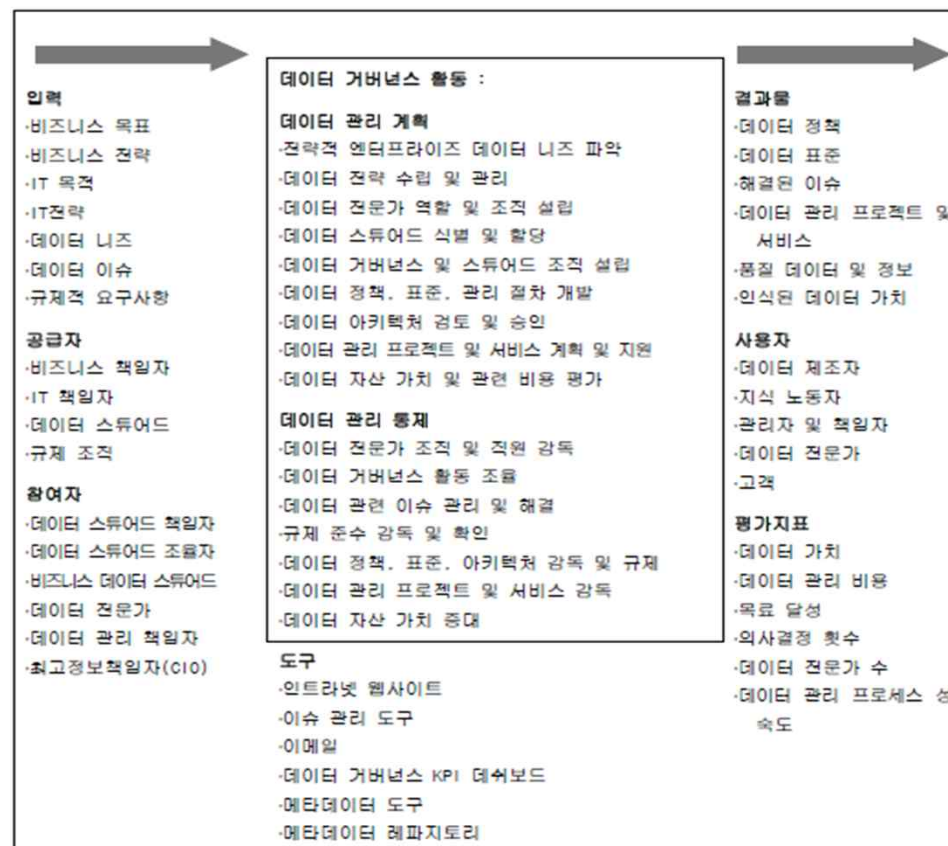 입력
·비즈니스 목표
·비즈니스 전략
·IT 목적
·IT전략
·데이터 니즈
·데이터 이슈
·규제적 요구사항
공급자
·비즈니스 책임자
·IT 책임자
·데이터 스튜어드
·규제 조직
참여자
·데이터 스튜어드 책임자
·데이터 스튜어드 조율자
·비즈니스 데이터 스튜어드
·데이터 전문가
·데이터 관리 책임자
·최고정보책임자(CIO)
데이터 거버넌스 활동 :
데이터 관리 계획
·전략적 엔터프라이즈 데이터 니즈 파악
·데이터 전략 수립 및 관리
·데이터 전문가 역할 및 조직 설립
·데이터 스튜어드 식별 및 할당
·데이터 거버넌스 및 스튜어드 조직 설립
·데이터 정책, 표준, 관리 절차 개발
·데이터 아키텍처 검토 및 승인
·데이터 관리 프로젝트 및 서비스 계획 및 지원
·데이터 자산 가치 및 관련 비용 평가
데이터 관리 통제
·데이터 전문가 조직 및 직원 감독
·데이터 거버넌스 활동 조율
·데이터 관련 이슈 관리 및 해결
·규제 준수 감독 및 확인
·데이터 정책, 표준, 아키텍처 감독 및 규제
·데이터 관리 프로젝트 및 서비스 감독
·데이터 자산 가치 증대
도구
·인트라넷 웹사이트
·이슈 관리 도구
·이메일
·데이터 거버넌스 KPI 데쉬보드
·메타데이터 도구
·메타데이터 레파지토리
결과물
·데이터 정책
·데이터 표준
·해결된 이슈
·데이터 관리 프로젝트 및
서비스
·품질 데이터 및 정보
·인식된 데이터 가치
사용자
·데이터 제조자
·지식 노동자
·관리자 및 책임자
·데이터 전문가
·고객
평가지표
·데이터 가치
·데이터 관리 비용
·목표 달성
·의사결정 횟수
·데이터 전문가 수
·데이터 관리 프로세스 성
숙도